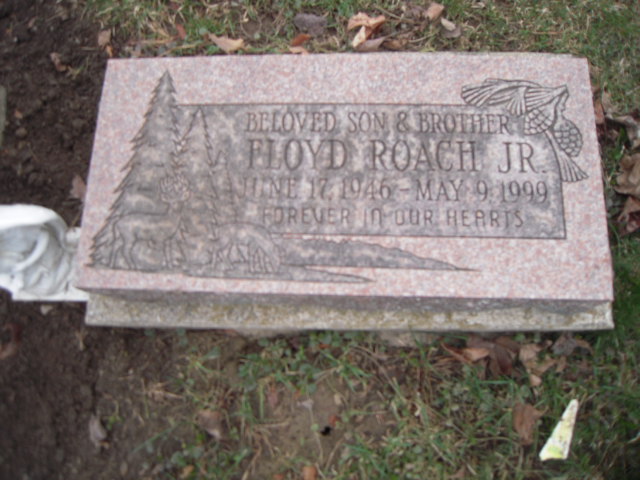 BELOVED SON & BROTHER
FLOYD ROACH JR.
JUNE 17, 1946 - MAY 9, 1999
FOREVER IN OUR HEARTS